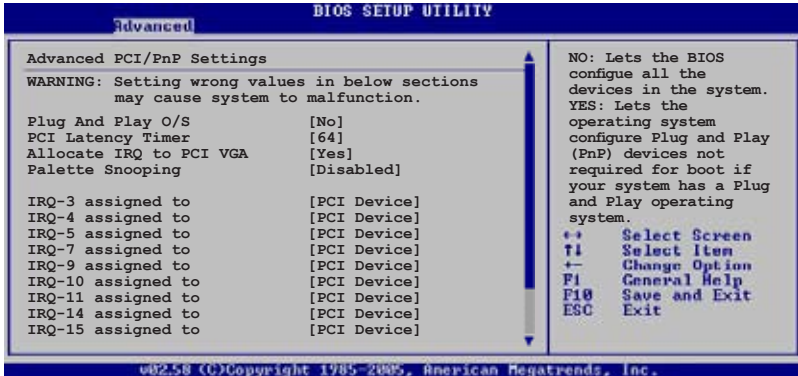 BIOS SETUP UTILITY
Advanced
Advanced PCI/PnP Settings
WARNING: Setting wrong values in below sections
may cause system to malfunction.
Plug And Play O/S [No]
PCI Latency Timer [64]
Allocate IRQ to PCI VGA [Yes]
Palette Snooping [Disabled]
IRQ-3 assigned to [PCI Device]
IRQ-4 assigned to [PCI Device]
IRQ-5 assigned to [PCI Device]
IRQ-7 assigned to [PCI Device]
IRQ-9 assigned to [PCI Device]
IRQ-10 assigned to [PCI Device]
IRQ-11 assigned to [PCI Device]
IRQ-14 assigned to [PCI Device]
IRQ-15 assigned to [PCI Device]
NO: Lets the BIOS
configue all the
devices in the system.
YES: Lets the
operating system
configure Plug and Play
(PnP) devices not
required for boot if
your system has a Plug
and Play operating
system.
←→ Select Screen
↑↓ Select Item
+- Change Option
F1 General Help
F10 Save and Exit
ESC Exit
v02.58 (C)Copyright 1985-2005, American Megatrends, Inc.